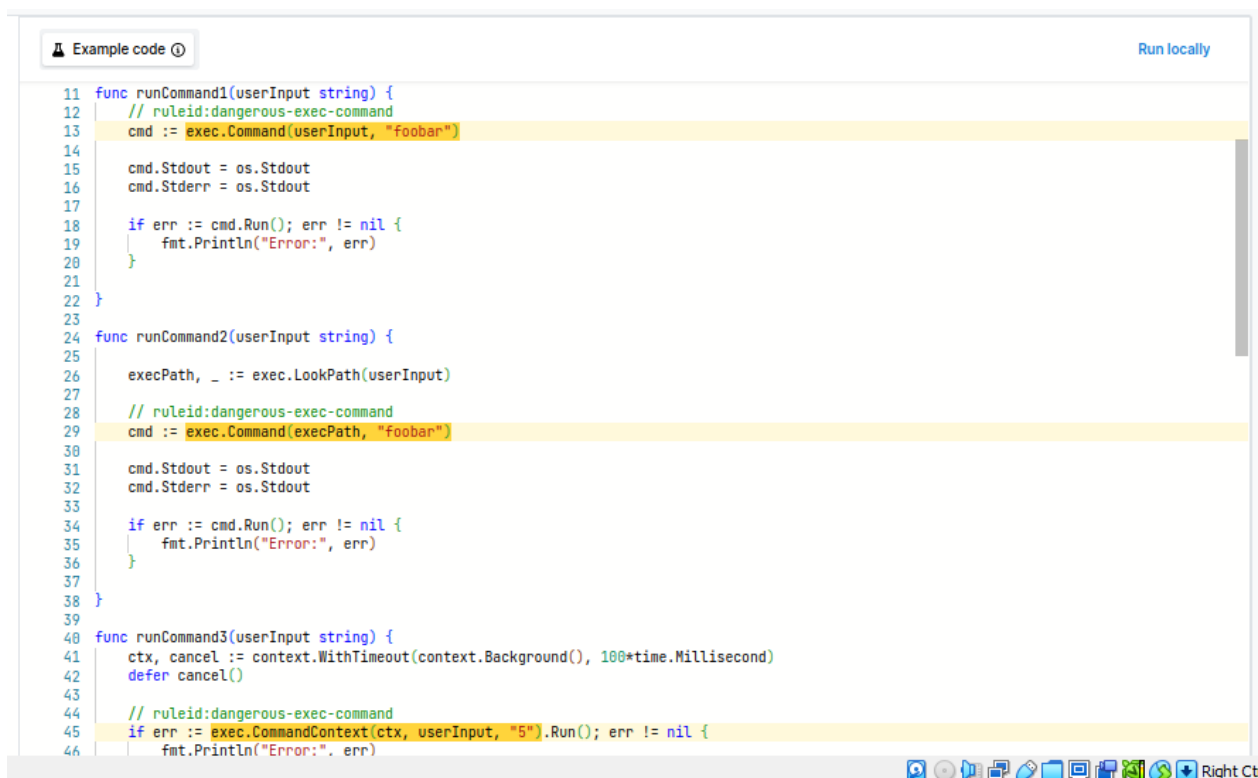 Example code
Run locally
11 func runCommand1(userInput string) {
12 // ruleid:dangerous-exec-command
13 cmd := exec.Command(userInput, "foobar")
14
15 cmd.Stdout = os.Stdout
16 cmd.Stderr = os.Stdout
17
18 if err := cmd.Run(); err != nil {
19 fmt.Println("Error:", err)
20 }
21
22 }
23
24 func runCommand2(userInput string) {
25
26 execPath, _ := exec.LookPath(userInput)
27
28 // ruleid:dangerous-exec-command
29 cmd := exec.Command(execPath, "foobar")
30
31 cmd.Stdout = os.Stdout
32 cmd.Stderr = os.Stdout
33
34 if err := cmd.Run(); err != nil {
35 fmt.Println("Error:", err)
36 }
37
38 }
39
40 func runCommand3(userInput string) {
41 ctx, cancel := context.WithTimeout(context.Background(), 100*time.Millisecond)
42 defer cancel()
43
44 // ruleid:dangerous-exec-command
45 if err := exec.CommandContext(ctx, userInput, "5").Run(); err != nil {
46 fmt.Println("Error:", err)
Right Ct